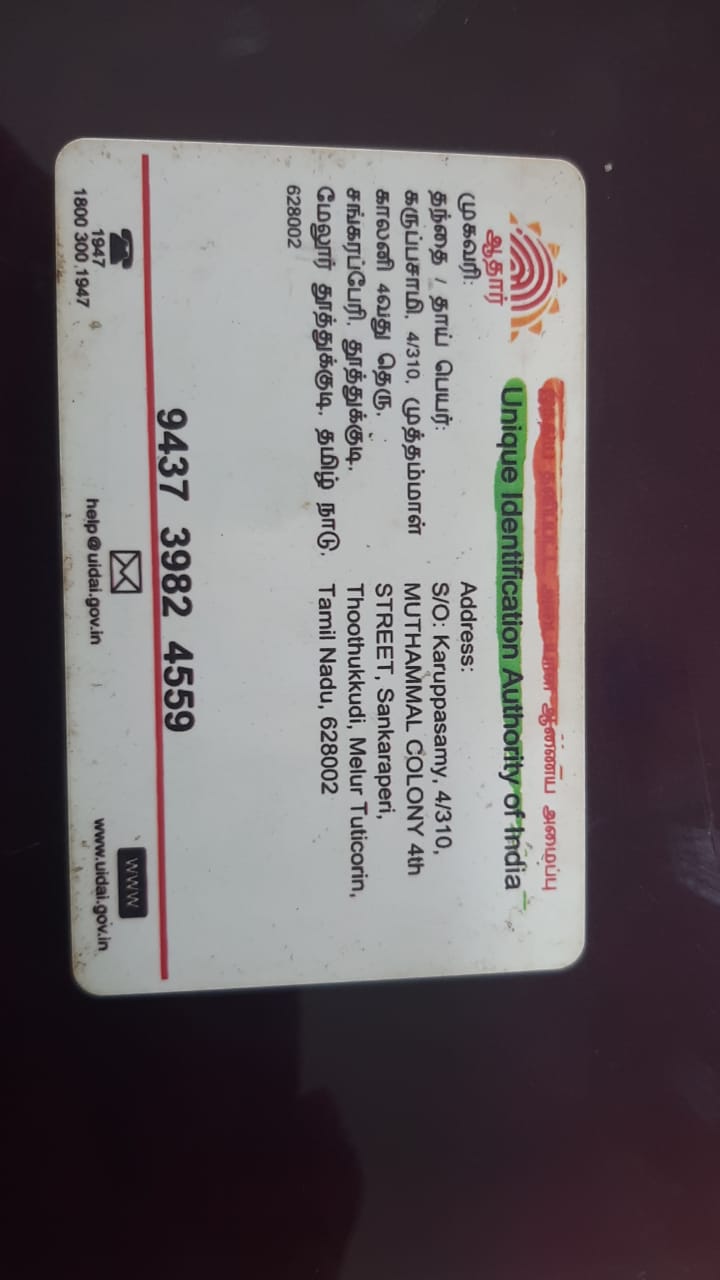 ஆதார்
ஆணைய அமைப்பு
Unique Identification Authority of India
முகவரி:
தந்தை / தாய் பெயர்:
கருப்பசாமி, 4/310, முத்தம்மாள்
காலனி 4வது தெரு,
சங்கரப்பேரி, தூத்துக்குடி,
மேலூர் தூத்துக்குடி, தமிழ் நாடு,
628002
Address:
S/O: Karuppasamy, 4/310,
MUTHAMMAL COLONY 4th
STREET, Sankaraperi,
Thoothukkudi, Melur Tuticorin,
Tamil Nadu, 628002
9437 3982 4559
1947
1800 300 1947
help@uidai.gov.in
WWW
www.uidai.gov.in